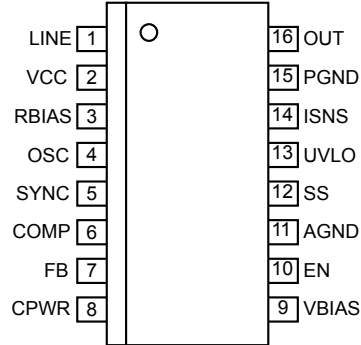 LINE 1 16 OUT
VCC 2 15 PGND
RBIAS 3 14 ISNS
OSC 4 13 UVLO
SYNC 5 12 SS
COMP 6 11 AGND
FB 7 10 EN
CPWR 8 9 VBIAS